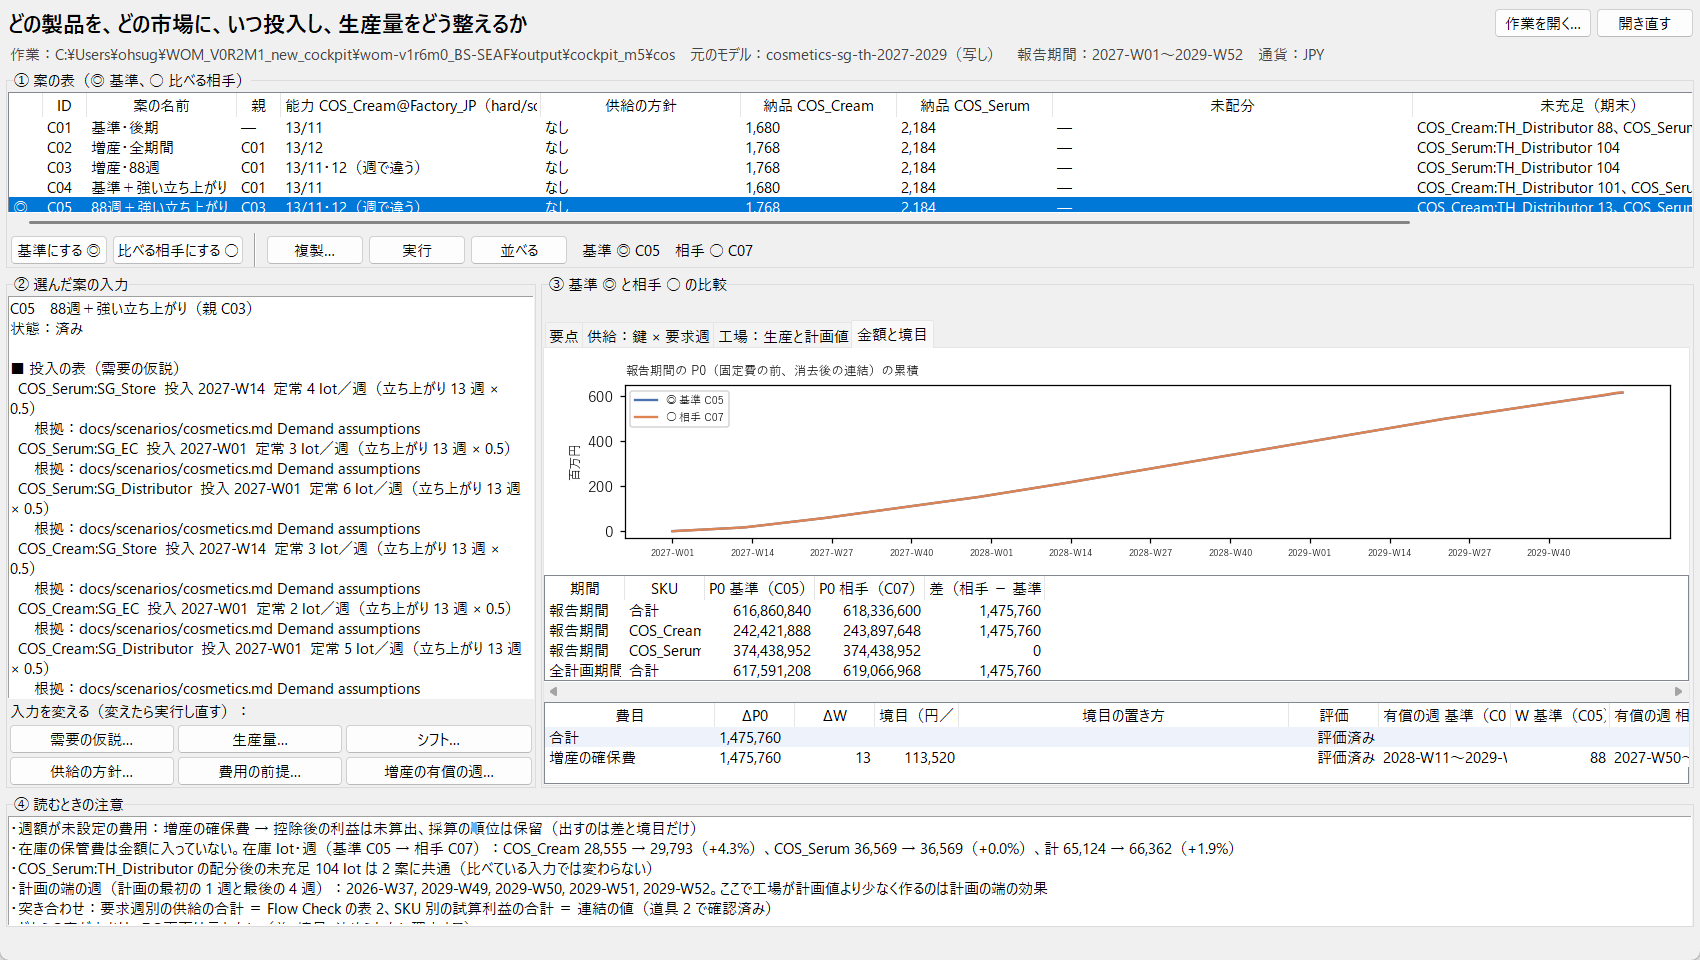 どの製品を、どの市場に、いつ投入し、生産量をどう整えるか
作業を開く...
開き直す
作業：C:¥Users¥ohsug¥WOM_V0R2M1_new_cockpit¥wom-v1r6m0_BS-SEAF¥output¥cockpit_m5¥cos　元のモデル：cosmetics-sg-th-2027-2029（写し）　報告期間：2027-W01～2029-W52　通貨：JPY
① 案の表（◎ 基準、〇 比べる相手）
ID 案の名前 親 能力 COS_Cream@Factory_JP（hard/so 供給の方針 納品 COS_Cream 納品 COS_Serum 未配分 未充足（期末）
C01 基準・後期 — 13/11 なし 1,680 2,184 — COS_Cream:TH_Distributor 88、COS_Serum
C02 増産・全期間 C01 13/12 なし 1,768 2,184 — COS_Serum:TH_Distributor 104
C03 増産・88週 C01 13/11・12（週で違う） なし 1,768 2,184 — COS_Serum:TH_Distributor 104
C04 基準＋強い立ち上がり C01 13/11 なし 1,680 2,184 — COS_Cream:TH_Distributor 101、COS_Se
◎ C05 88週＋強い立ち上がり C03 13/11・12（週で違う） なし 1,768 2,184 — COS_Cream:TH_Distributor 13、COS_Serum
基準にする ◎ 比べる相手にする 〇 複製... 実行 並べる 基準 ◎ C05　相手 〇 C07
② 選んだ案の入力
C05　88週＋強い立ち上がり（親 C03）
状態：済み
■ 投入の表（需要の仮説）
COS_Serum:SG_Store 投入 2027-W14 定常 4 lot／週（立ち上がり 13 週 ×
0.5）
根拠：docs/scenarios/cosmetics.md Demand assumptions
COS_Serum:SG_EC 投入 2027-W01 定常 3 lot／週（立ち上がり 13 週 × 0.5）
根拠：docs/scenarios/cosmetics.md Demand assumptions
COS_Serum:SG_Distributor 投入 2027-W01 定常 6 lot／週（立ち上がり 13 週
× 0.5）
根拠：docs/scenarios/cosmetics.md Demand assumptions
COS_Cream:SG_Store 投入 2027-W14 定常 3 lot／週（立ち上がり 13 週 ×
0.5）
根拠：docs/scenarios/cosmetics.md Demand assumptions
COS_Cream:SG_EC 投入 2027-W01 定常 2 lot／週（立ち上がり 13 週 × 0.5）
根拠：docs/scenarios/cosmetics.md Demand assumptions
COS_Cream:SG_Distributor 投入 2027-W01 定常 5 lot／週（立ち上がり 13 週
× 0.5）
根拠：docs/scenarios/cosmetics.md Demand assumptions
入力を変える（変えたら実行し直す）：
需要の仮説... 生産量... シフト...
供給の方針... 費用の前提... 増産の有償の週...
③ 基準 ◎ と相手 〇 の比較
要点 供給：鍵 × 要求週 工場：生産と計画値 金額と境目
報告期間の P0（固定費の前、消去後の連結）の累積
◎ 基準 C05
〇 相手 C07
百万円
600
400
200
0
2027-W01 2027-W14 2027-W27 2027-W40 2028-W01 2028-W14 2028-W27 2028-W40 2029-W01 2029-W14 2029-W27 2029-W40
期間 SKU P0 基準（C05） P0 相手（C07） 差（相手 － 基準
報告期間 合計 616,860,840 618,336,600 1,475,760
報告期間 COS_Cream 242,421,888 243,897,648 1,475,760
報告期間 COS_Serum 374,438,952 374,438,952 0
全計画期間 合計 617,591,208 619,066,968 1,475,760
費目 ΔP0 ΔW 境目（円／ 境目の置き方 評価 有償の週 基準（C0 W 基準（C05） 有償の週 相
合計 1,475,760 評価済み
増産の確保費 1,475,760 13 113,520 評価済み 2028-W11～2029-W 88 2027-W50～
④ 読むときの注意
・週額が未設定の費用：増産の確保費 → 控除後の利益は未算出、採算の順位は保留（出すのは差と境目だけ）
・在庫の保管費は金額に入っていない。在庫 lot・週（基準 C05 → 相手 C07）：COS_Cream 28,555 → 29,793（+4.3%）、COS_Serum 36,569 → 36,569（+0.0%）、計 65,124 → 66,362（+1.9%）
・COS_Serum:TH_Distributor の配分後の未充足 104 lot は 2 案に共通（比べている入力では変わらない）
・計画の端の週（計画の最初の 1 週と最後の 4 週）：2026-W37, 2029-W49, 2029-W50, 2029-W51, 2029-W52。ここで工場が計画値より少なく作るのは計画の端の効果
・突き合わせ：要求週別の供給の合計 ＝ Flow Check の表 2、SKU 別の試算利益の合計 ＝ 連結の値（道具 2 で確認済み）